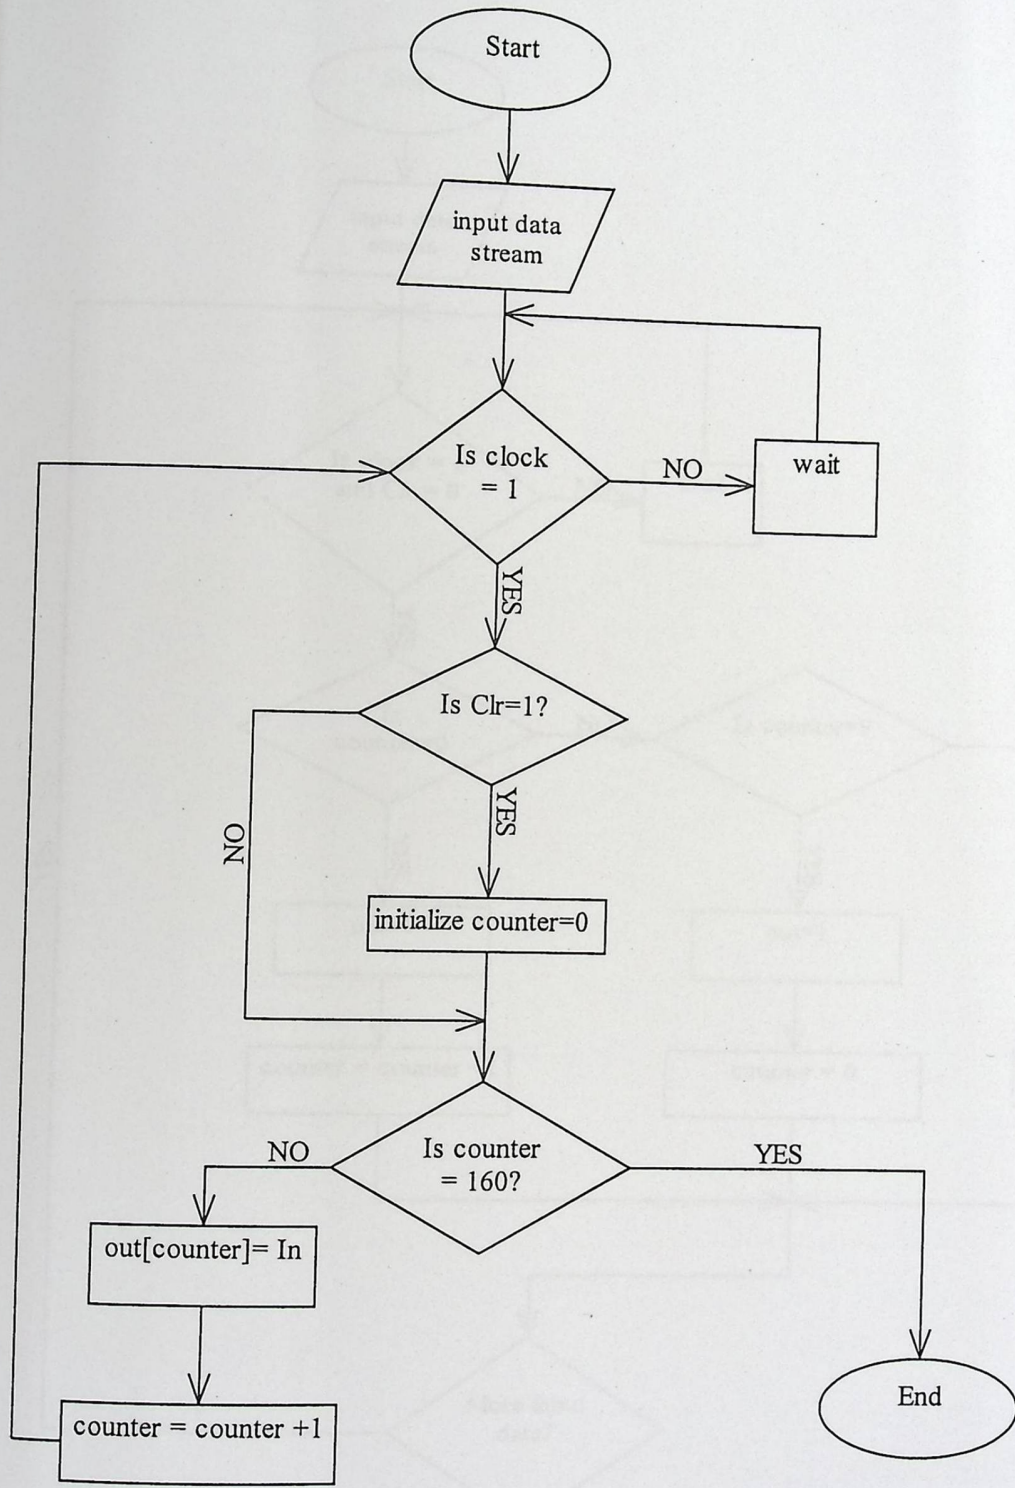 Start
input data
stream
Is clock
= 1
NO
wait
YES
Is Clr=1?
NO
YES
initialize counter=0
Is counter
= 160?
NO
YES
out[counter]= In
End
counter = counter +1